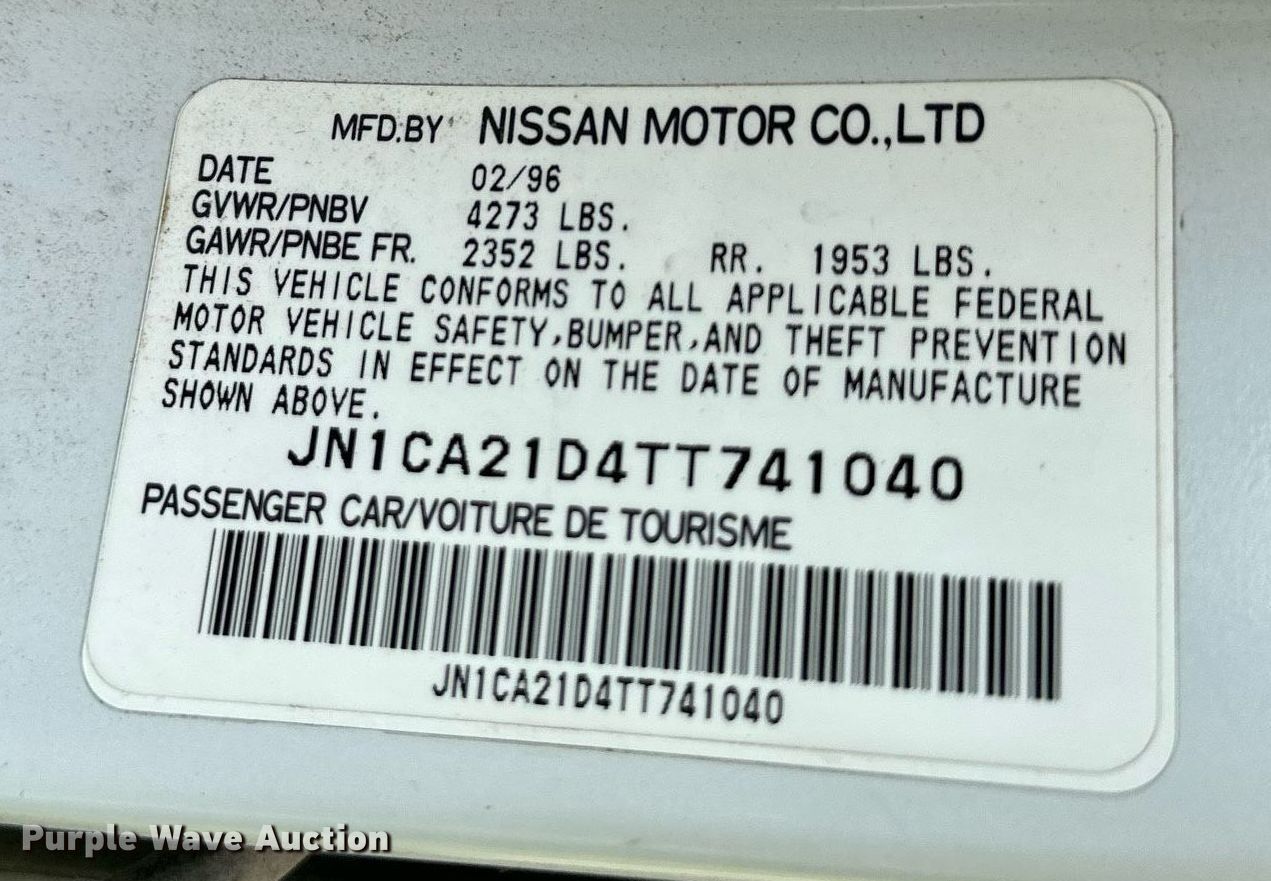 MFD.BY NISSAN MOTOR CO.,LTD
DATE 02/96
GVWR/PNBV 4273 LBS.
GAWR/PNBE FR. 2352 LBS. RR. 1953 LBS.
THIS VEHICLE CONFORMS TO ALL APPLICABLE FEDERAL
MOTOR VEHICLE SAFETY,BUMPER,AND THEFT PREVENTION
STANDARDS IN EFFECT ON THE DATE OF MANUFACTURE
SHOWN ABOVE.
JN1CA21D4TT741040
PASSENGER CAR/VOITURE DE TOURISME
JN1CA21D4TT741040
Purple Wave Auction